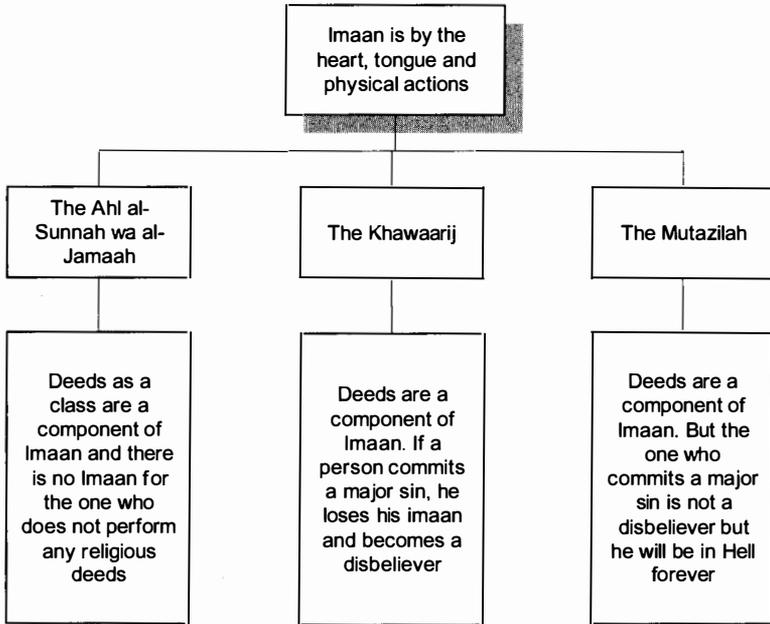 Imaan is by the
heart, tongue and
physical actions
The Ahl al-
Sunnah wa al-
Jamaah
The Khawaarij
The Mutazilah
Deeds as a
class are a
component of
Imaan and there
is no Imaan for
the one who
does not perform
any religious
deeds
Deeds are a
component of
Imaan. If a
person commits
a major sin, he
loses his imaan
and becomes a
disbeliever
Deeds are a
component of
Imaan. But the
one who
commits a major
sin is not a
disbeliever but
he will be in Hell
forever